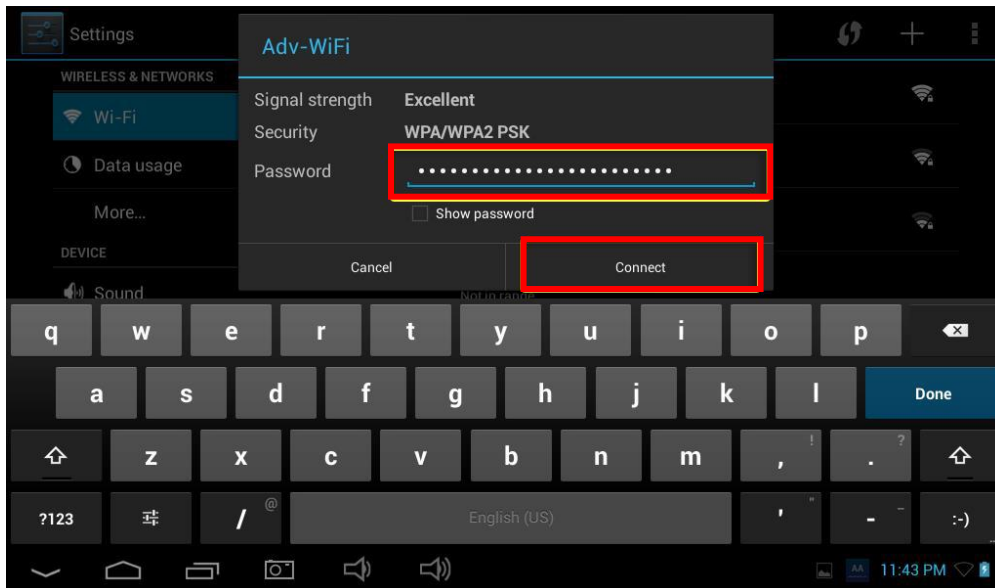 Settings
WIRELESS & NETWORKS
Wi-Fi
Data usage
More...
DEVICE
Sound
Adv-WiFi
Signal strength Excellent
Security WPA/WPA2 PSK
Password ••••••••••••••••••••••••
Show password
Cancel Connect
Not in range
q w e r t y u i o p
a s d f g h j k l Done
z x c v b n m , ! . ?
?123 / @ English (US) ' " - _ :-)
AA 11:43 PM